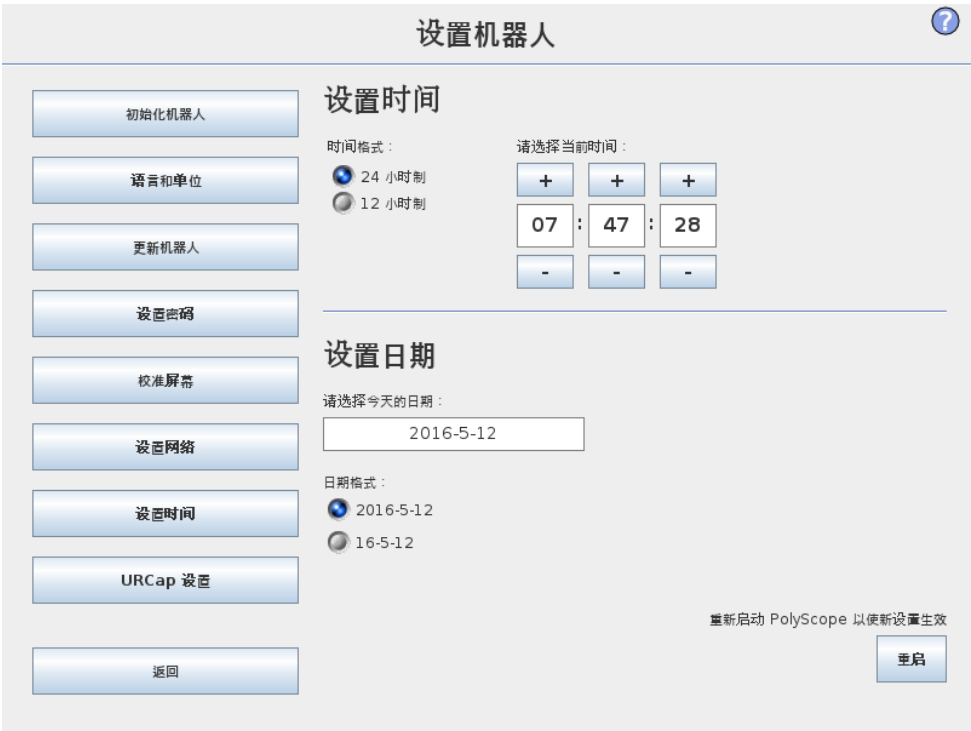 设置机器人
?
初始化机器人
语言和单位
更新机器人
设置密码
校准屏幕
设置网络
设置时间
URCap 设置
返回
设置时间
时间格式：
24 小时制
12 小时制
请选择当前时间：
+ + +
07 : 47 : 28
- - -
设置日期
请选择今天的日期：
2016-5-12
日期格式：
2016-5-12
16-5-12
重新启动 PolyScope 以使新设置生效
重启